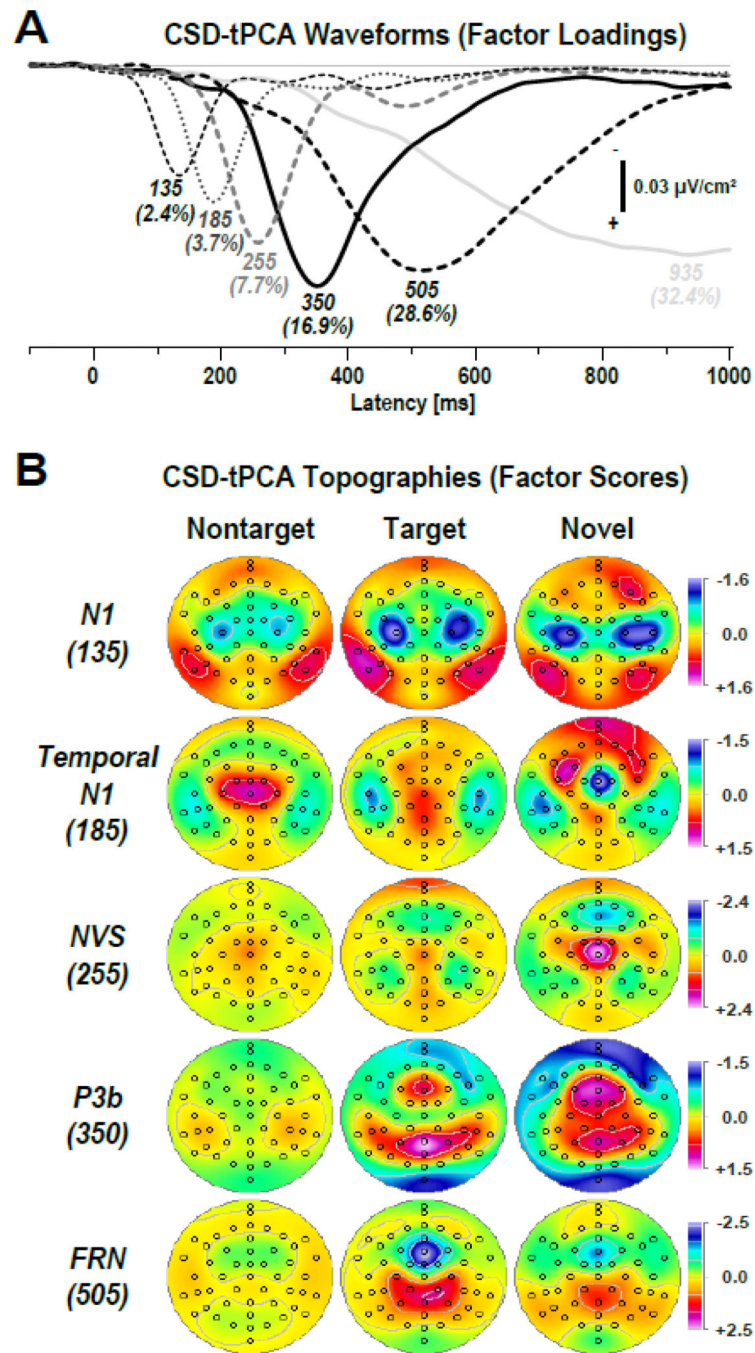 A
CSD-tPCA Waveforms (Factor Loadings)
-
0.03 µV/cm²
+
135
(2.4%)
185
(3.7%)
255
(7.7%)
350
(16.9%)
505
(28.6%)
935
(32.4%)
0 200 400 600 800 1000
Latency [ms]
B
CSD-tPCA Topographies (Factor Scores)
Nontarget Target Novel
N1
(135)
-1.6
0.0
+1.6
Temporal
N1
(185)
-1.5
0.0
+1.5
NVS
(255)
-2.4
0.0
+2.4
P3b
(350)
-1.5
0.0
+1.5
FRN
(505)
-2.5
0.0
+2.5